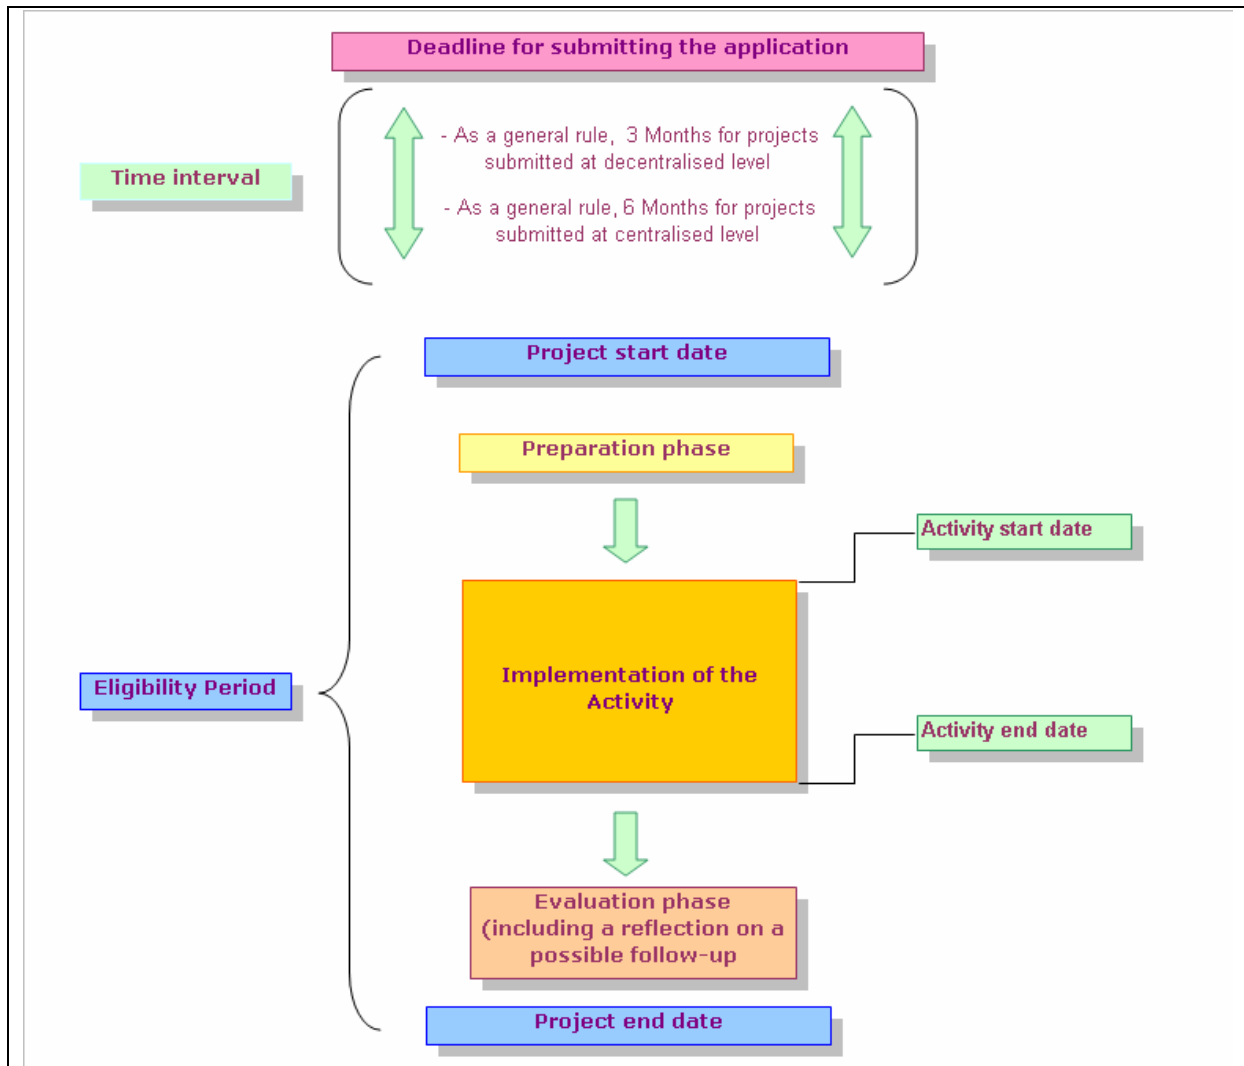 Deadline for submitting the application
- As a general rule, 3 Months for projects
submitted at decentralised level
Time interval
- As a general rule, 6 Months for projects
submitted at centralised level
Project start date
Preparation phase
Activity start date
Implementation of the
Activity
Eligibility Period
Activity end date
Evaluation phase
(including a reflection on a
possible follow-up
Project end date